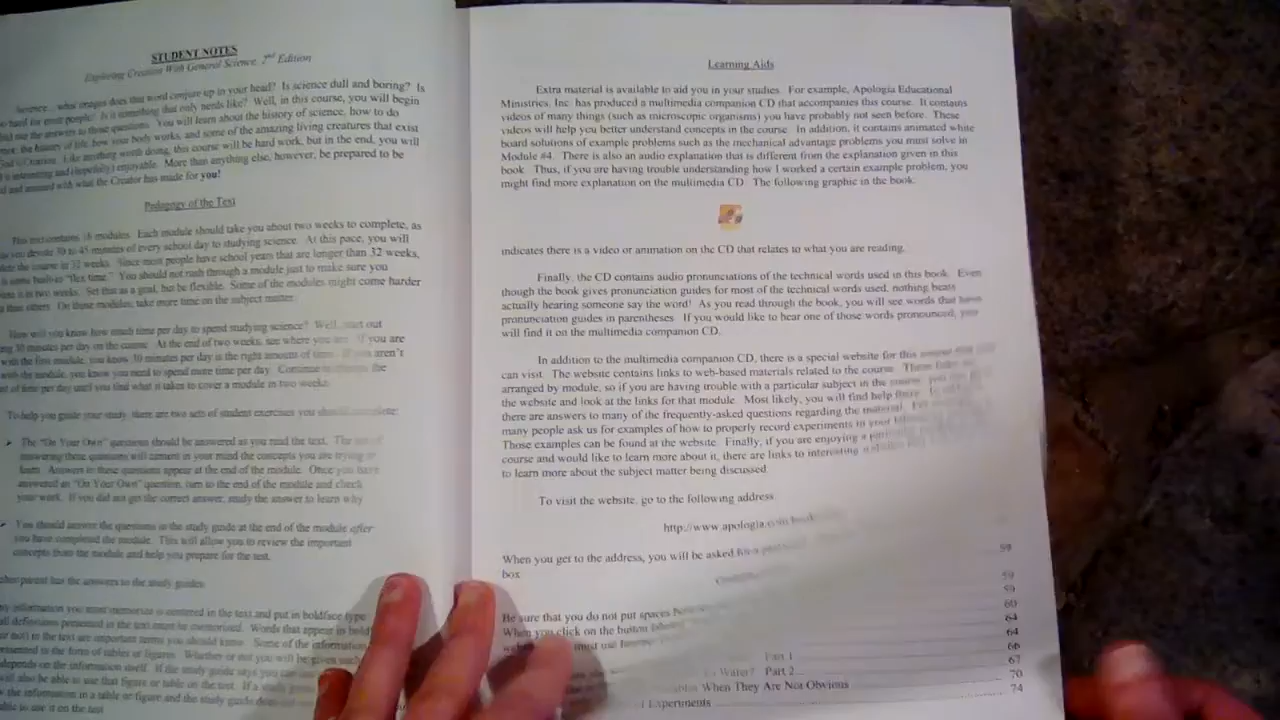 STUDENT NOTES
Exploring Creation With General Science, 2nd Edition
what images does that word conjure up in your head? Is science dull and boring? Is
too hard for most people? Is it something that only nerds like? Well, in this course, you will begin
the answers to those questions. You will learn about the history of science, how to do
the history of life, how your body works, and some of the amazing living creatures that exist
Creation. Like anything worth doing, this course will be hard work, but in the end, you will
it interesting and (hopefully) enjoyable. More than anything else, however, be prepared to be
and amazed with what the Creator has made for you!
Pedagogy of the Text
This text contains 16 modules. Each module should take you about two weeks to complete, as
you devote 30 to 45 minutes of every school day to studying science. At this pace, you will
the course in 32 weeks. Since most people have school years that are longer than 32 weeks,
is some built-in "flex time." You should not rush through a module just to make sure you
it in two weeks. Set that as a goal, but be flexible. Some of the modules might come harder
than others. On those modules, take more time on the subject matter.
How will you know how much time per day to spend studying science? Well, start out
30 minutes per day on the course. At the end of two weeks, see where you are. If you are
with the first module, you know 30 minutes per day is the right amount of time. If you aren't
with the module, you know you need to spend more time per day. Continue to the
of time per day until you find what it takes to cover a module in two weeks.
To help you guide your study, there are two sets of student exercises you should complete:
The "On Your Own" questions should be answered as you read the text. The act of
answering these questions will cement in your mind the concepts you are trying to
learn. Answers to these questions appear at the end of the module. Once you have
answered an "On Your Own" question, turn to the end of the module and check
your work. If you did not get the correct answer, study the answer to learn why.
You should answer the questions in the study guide at the end of the module after
you have completed the module. This will allow you to review the important
concepts from the module and help you prepare for the test.
parent has the answers to the study guides.
information you must memorize is centered in the text and put in boldface type.
all definitions presented in the text must be memorized. Words that appear in bold
in the text are important terms you should know. Some of the information
presented in the form of tables or figures. Whether or not you will be given such
depends on the information itself. If the study guide says you can
also be able to use that figure or table on the test. If a study guide
the information in a table or figure and the study guide does not
to use it on the test.
Learning Aids
Extra material is available to aid you in your studies. For example, Apologia Educational
Ministries, Inc. has produced a multimedia companion CD that accompanies this course. It contains
videos of many things (such as microscopic organisms) you have probably not seen before. These
videos will help you better understand concepts in the course. In addition, it contains animated white
board solutions of example problems such as the mechanical advantage problems you must solve in
Module #4. There is also an audio explanation that is different from the explanation given in this
book. Thus, if you are having trouble understanding how I worked a certain example problem, you
might find more explanation on the multimedia CD. The following graphic in the book:
indicates there is a video or animation on the CD that relates to what you are reading.
Finally, the CD contains audio pronunciations of the technical words used in this book. Even
though the book gives pronunciation guides for most of the technical words used, nothing beats
actually hearing someone say the word! As you read through the book, you will see words that have
pronunciation guides in parentheses. If you would like to hear one of those words pronounced, you
will find it on the multimedia companion CD.
In addition to the multimedia companion CD, there is a special website for this course that you
can visit. The website contains links to web-based materials related to the course. These links are
arranged by module, so if you are having trouble with a particular subject in the course, you can go to
the website and look at the links for that module. Most likely, you will find help there. In
there are answers to many of the frequently-asked questions regarding the material. For
many people ask us for examples of how to properly record experiments in your
Those examples can be found at the website. Finally, if you are enjoying a
course and would like to learn more about it, there are links to interesting
to learn more about the subject matter being discussed.
To visit the website, go to the following address:
http://www.apologia.com/
When you get to the address, you will be asked for a
box
59
59
59
Be sure that you do not put spaces
60
When you click on the button
64
must use
64
Part 1
66
Water? Part 2
67
When They Are Not Obvious
70
Experiments
74